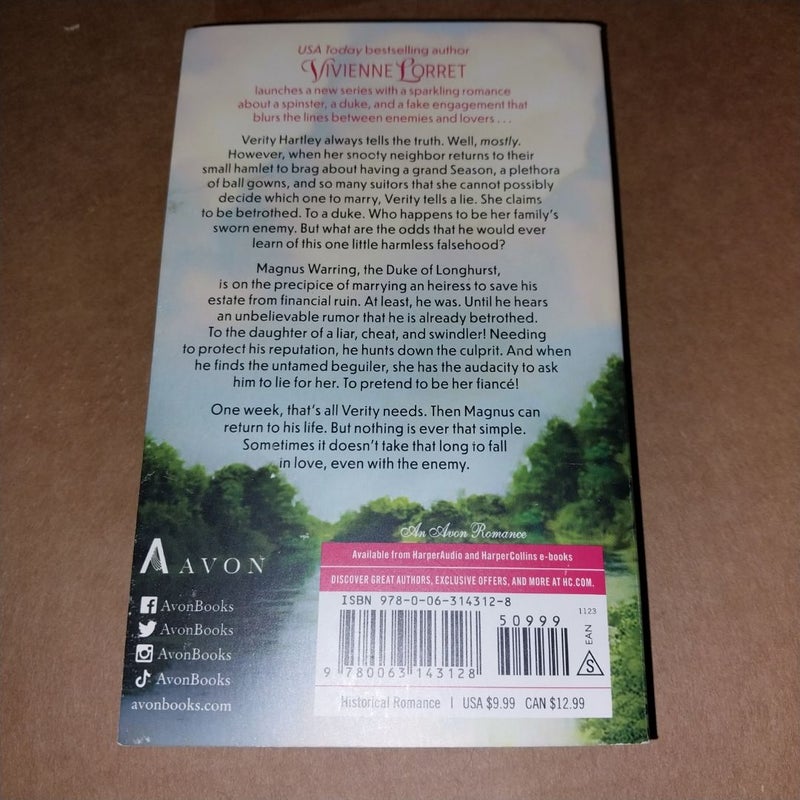 USA Today bestselling author
VIVIENNE LORRET
launches a new series with a sparkling romance
about a spinster, a duke, and a fake engagement that
blurs the lines between enemies and lovers . . .
Verity Hartley always tells the truth. Well, mostly.
However, when her snooty neighbor returns to their
small hamlet to brag about having a grand Season, a plethora
of ball gowns, and so many suitors that she cannot possibly
decide which one to marry, Verity tells a lie. She claims
to be betrothed. To a duke. Who happens to be her family's
sworn enemy. But what are the odds that he would ever
learn of this one little harmless falsehood?
Magnus Warring, the Duke of Longhurst,
is on the precipice of marrying an heiress to save his
estate from financial ruin. At least, he was. Until he hears
an unbelievable rumor that he is already betrothed.
To the daughter of a liar, cheat, and swindler! Needing
to protect his reputation, he hunts down the culprit. And when
he finds the untamed beguiler, she has the audacity to ask
him to lie for her. To pretend to be her fiancé!
One week, that's all Verity needs. Then Magnus can
return to his life. But nothing is ever that simple.
Sometimes it doesn't take that long to fall
in love, even with the enemy.
An Avon Romance
Available from HarperAudio and HarperCollins e-books
DISCOVER GREAT AUTHORS, EXCLUSIVE OFFERS, AND MORE AT HC.COM.
AVON
AvonBooks
AvonBooks
AvonBooks
AvonBooks
avonbooks.com
ISBN 978-0-06-314312-8
50999
1123
EAN
S
9 780063 143128
Historical Romance | USA $9.99 CAN $12.99